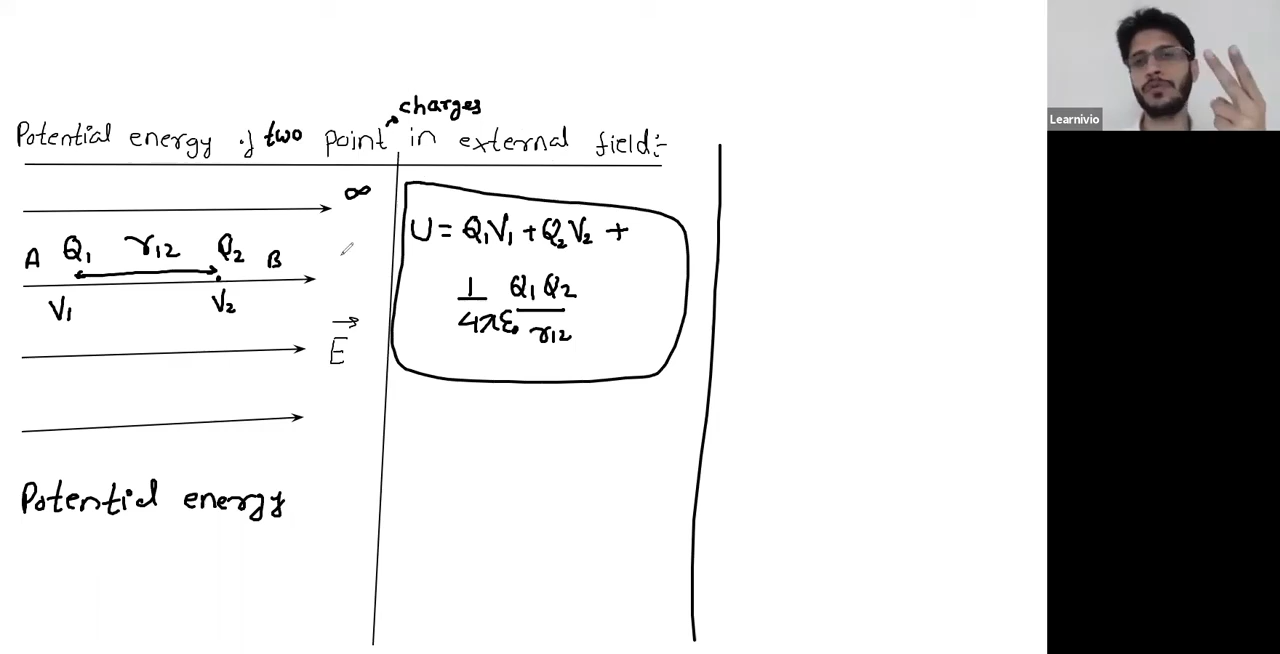 charges
Potential energy of two point in external field:-
∞
U = Q₁V₁ + Q₂V₂ +
A Q₁ r₁₂ Q₂ B
V₁ V₂
1/4πε₀ Q₁Q₂/r₁₂
E⃗
Potential energy
Learnivio